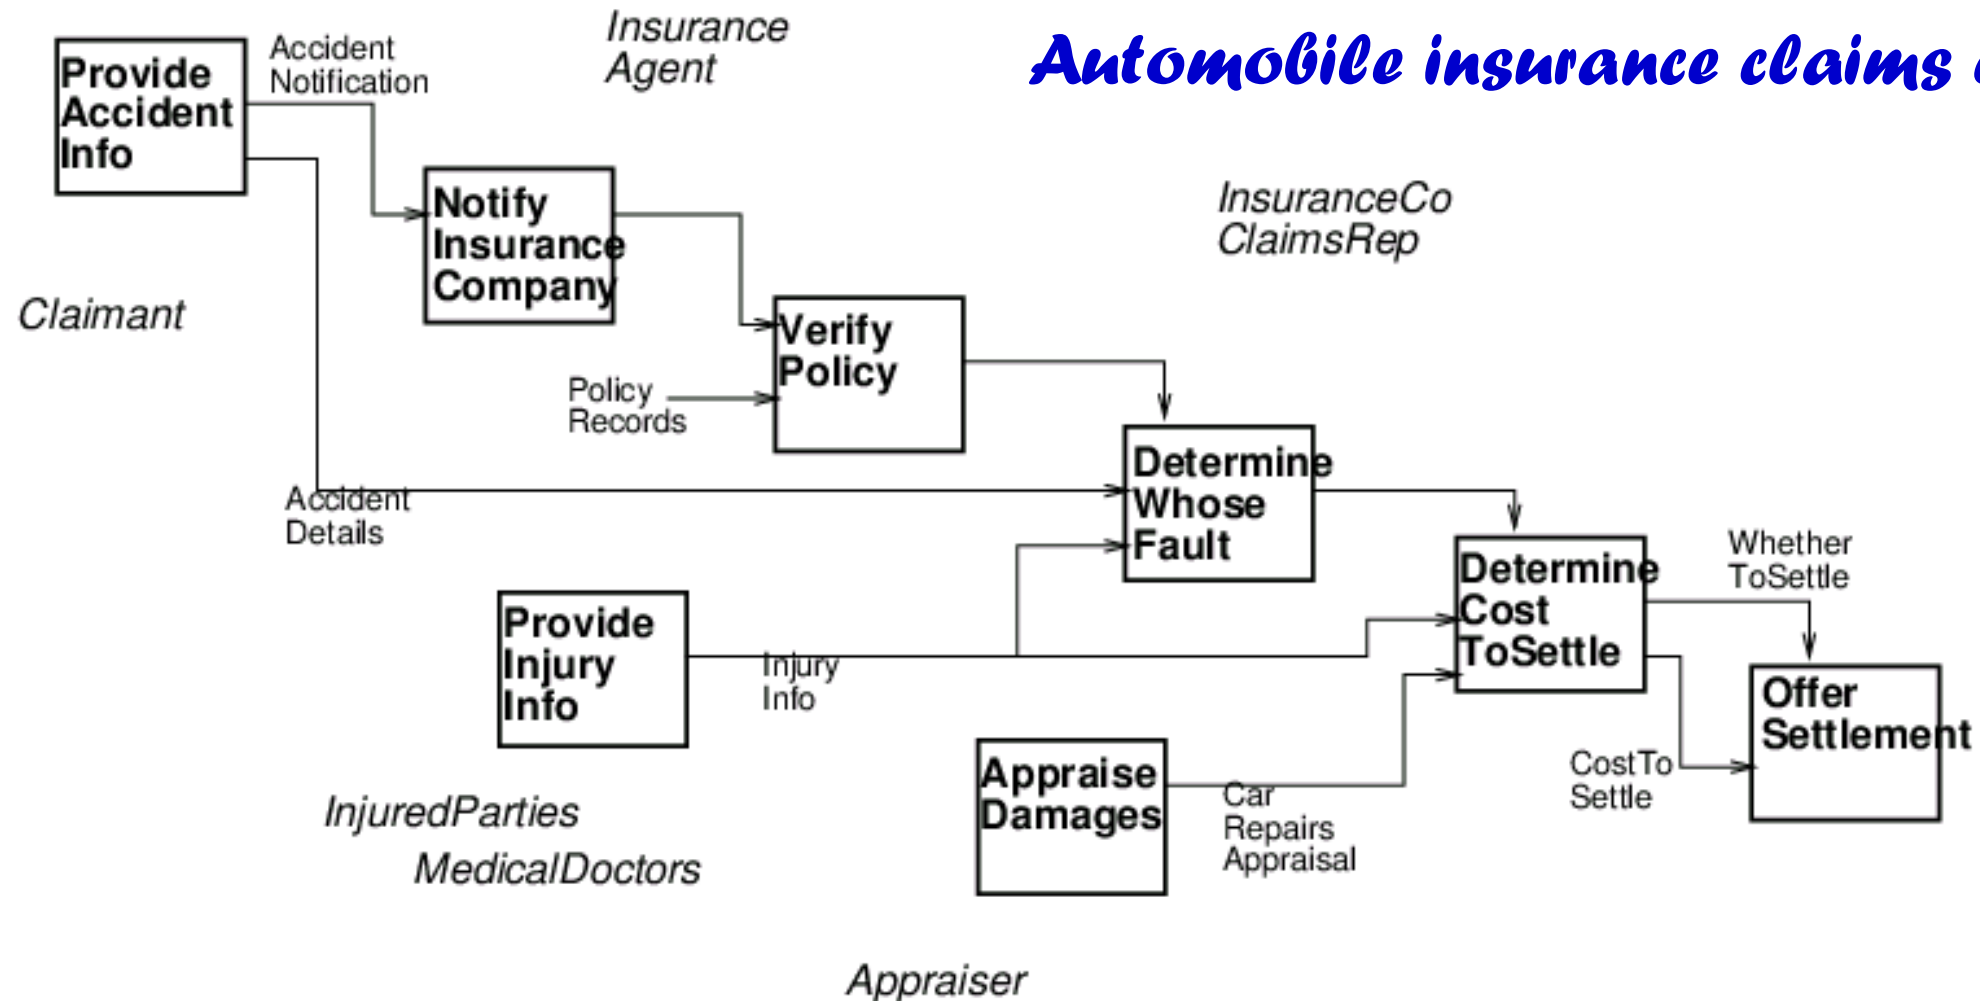 Automobile insurance claims
Insurance
Agent
Accident
Notification
Provide
Accident
Info
Notify
Insurance
Company
InsuranceCo
ClaimsRep
Claimant
Verify
Policy
Policy
Records
Accident
Details
Determine
Whose
Fault
Determine
Cost
ToSettle
Whether
ToSettle
Provide
Injury
Info
Injury
Info
Offer
Settlement
CostTo
Settle
Appraise
Damages
Car
Repairs
Appraisal
InjuredParties
MedicalDoctors
Appraiser